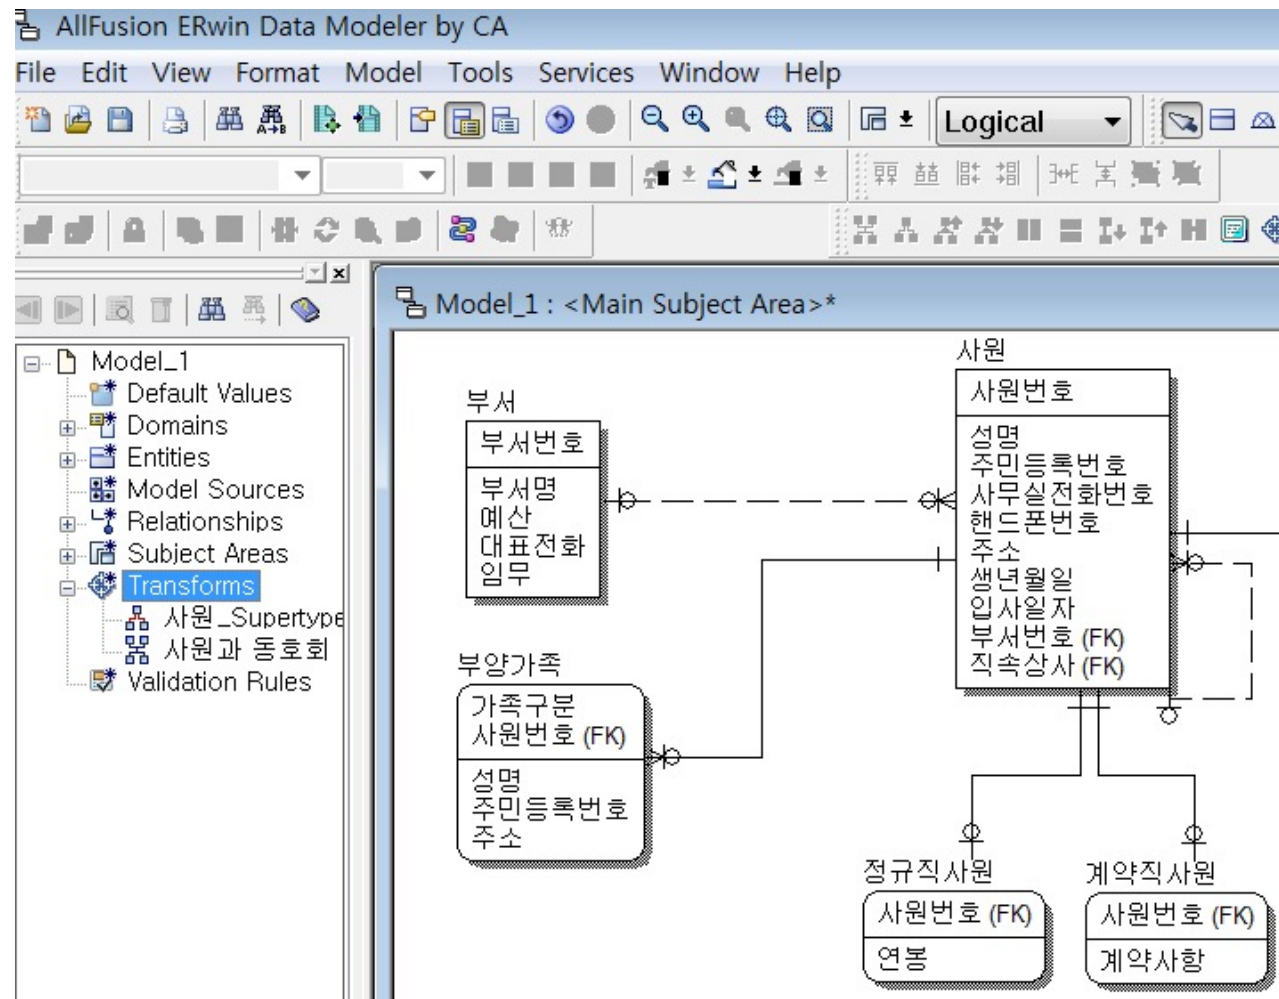 AllFusion ERwin Data Modeler by CA
File Edit View Format Model Tools Services Window Help
Logical
Model_1 : <Main Subject Area>*
Model_1
Default Values
Domains
Entities
Model Sources
Relationships
Subject Areas
Transforms
사원_Supertype
사원과 동호회
Validation Rules
부서
부서번호
부서명
예산
대표전화
임무
사원
사원번호
성명
주민등록번호
사무실전화번호
핸드폰번호
주소
생년월일
입사일자
부서번호 (FK)
직속상사 (FK)
부양가족
가족구분
사원번호 (FK)
성명
주민등록번호
주소
정규직사원
사원번호 (FK)
연봉
계약직사원
사원번호 (FK)
계약사항